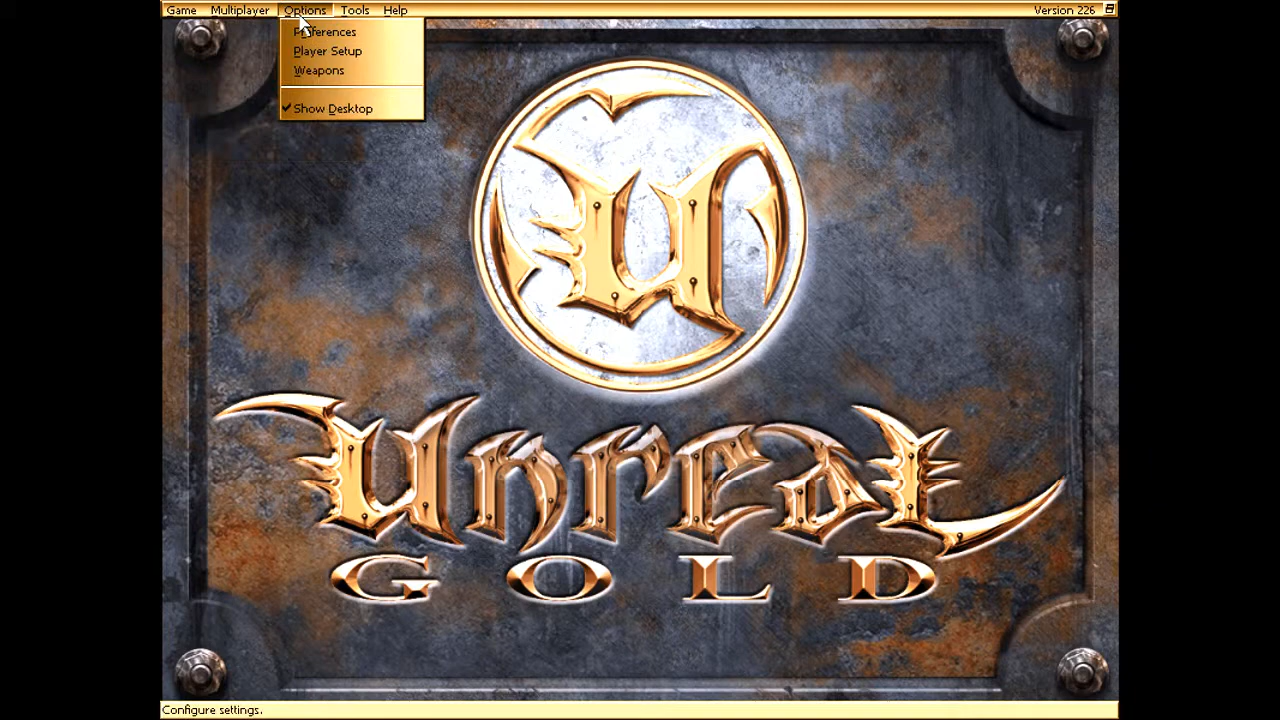 Game Multiplayer Options Tools Help Version 226
Preferences
Player Setup
Weapons
Show Desktop
Unreal
GOLD
Configure settings.